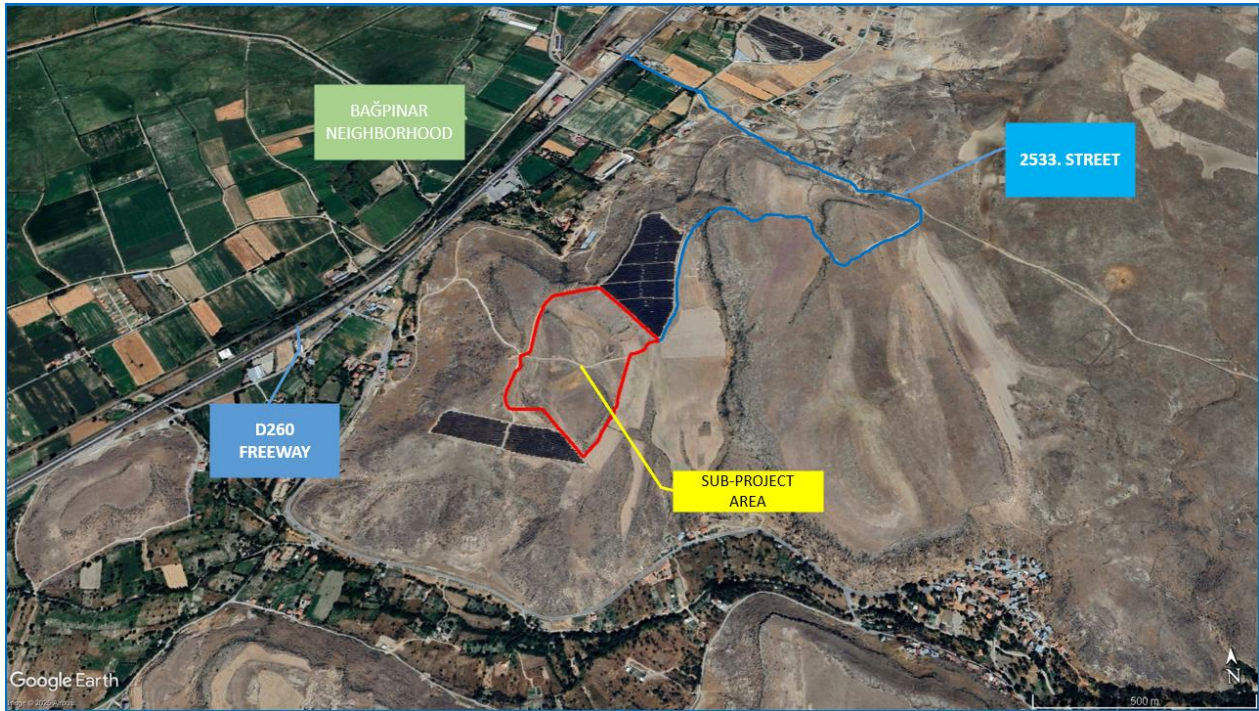 BAĞPINAR
NEIGHBORHOOD
2533. STREET
D260
FREEWAY
SUB-PROJECT
AREA
Google Earth
N
500 m